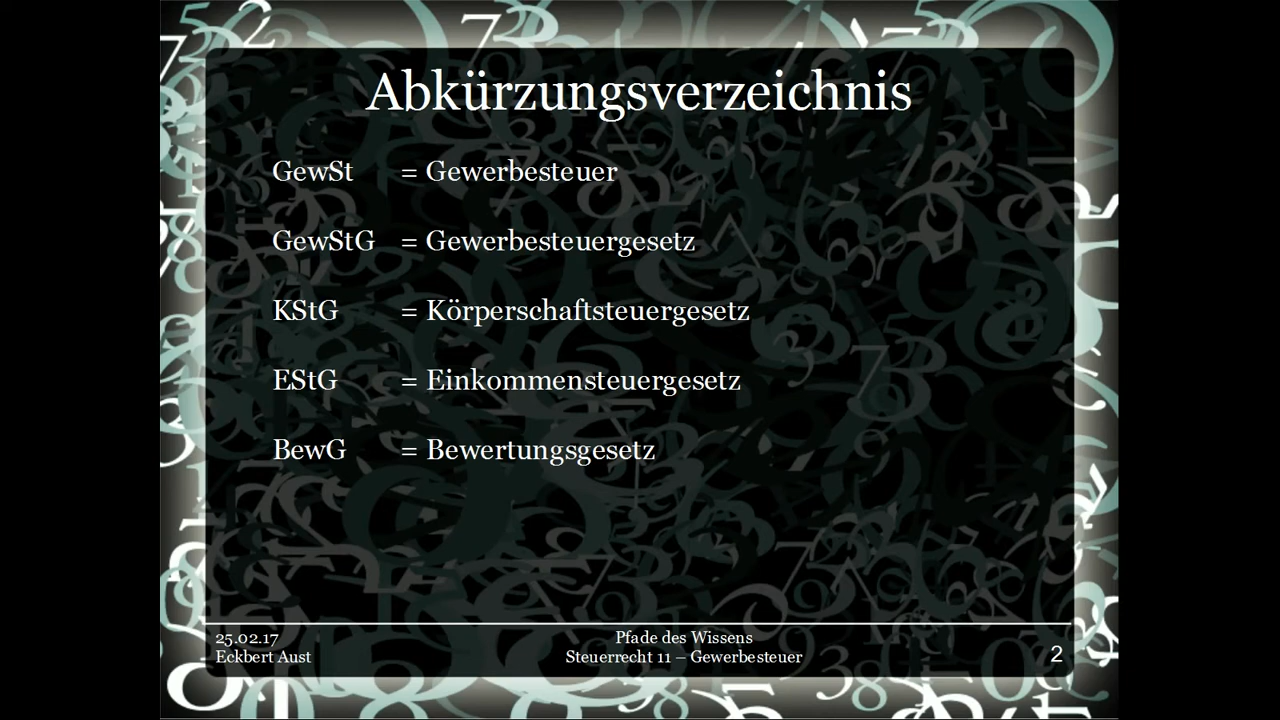 Abkürzungsverzeichnis
GewSt = Gewerbesteuer
GewStG = Gewerbesteuergesetz
KStG = Körperschaftsteuergesetz
EStG = Einkommensteuergesetz
BewG = Bewertungsgesetz
25.02.17
Eckbert Aust
Pfade des Wissens
Steuerrecht 11 – Gewerbesteuer
2